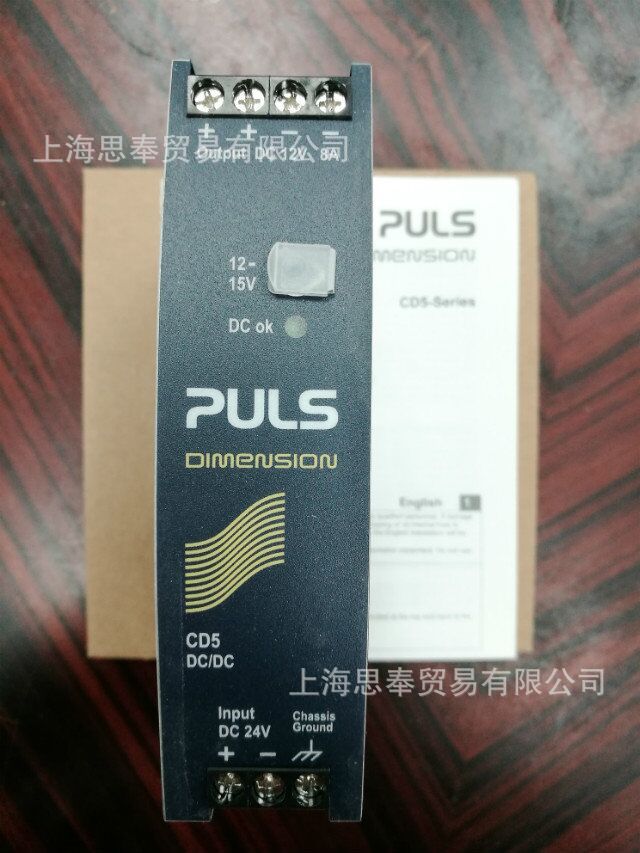 + + − −
Output DC 12V 8A
上海思奉贸易有限公司
12-
15V
DC ok
PULS
DIMENSION
CD5
DC/DC
Input
DC 24V
+ −
Chassis
Ground
PULS
MENSION
CD5-Series
English 1
上海思奉贸易有限公司